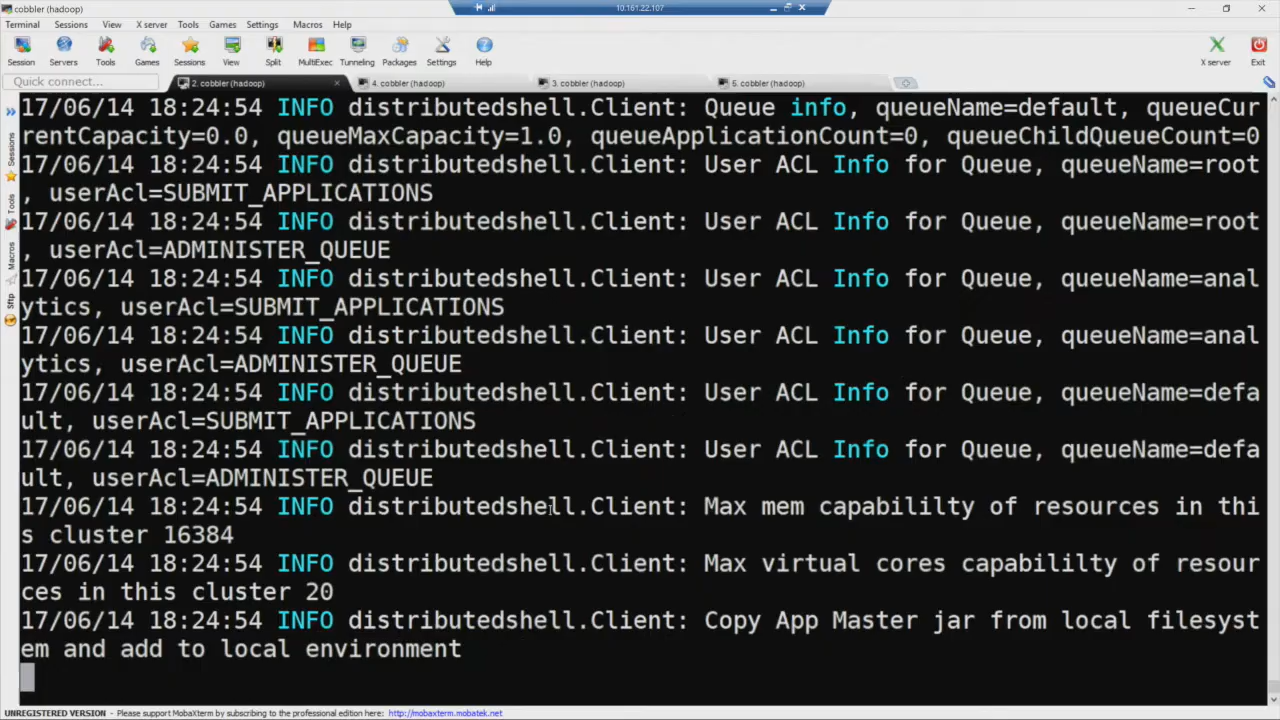 cobbler (hadoop)
10.161.22.107
Terminal Sessions View X server Tools Games Settings Macros Help
Session Servers Tools Games Sessions View Split MultiExec Tunneling Packages Settings Help X server Exit
Quick connect...
2. cobbler (hadoop)
4. cobbler (hadoop)
3. cobbler (hadoop)
5. cobbler (hadoop)
Sessions
Tools
Macros
Sftp
17/06/14 18:24:54 INFO distributedshell.Client: Queue info, queueName=default, queueCur
rentCapacity=0.0, queueMaxCapacity=1.0, queueApplicationCount=0, queueChildQueueCount=0
17/06/14 18:24:54 INFO distributedshell.Client: User ACL Info for Queue, queueName=root
, userAcl=SUBMIT_APPLICATIONS
17/06/14 18:24:54 INFO distributedshell.Client: User ACL Info for Queue, queueName=root
, userAcl=ADMINISTER_QUEUE
17/06/14 18:24:54 INFO distributedshell.Client: User ACL Info for Queue, queueName=anal
ytics, userAcl=SUBMIT_APPLICATIONS
17/06/14 18:24:54 INFO distributedshell.Client: User ACL Info for Queue, queueName=anal
ytics, userAcl=ADMINISTER_QUEUE
17/06/14 18:24:54 INFO distributedshell.Client: User ACL Info for Queue, queueName=defa
ult, userAcl=SUBMIT_APPLICATIONS
17/06/14 18:24:54 INFO distributedshell.Client: User ACL Info for Queue, queueName=defa
ult, userAcl=ADMINISTER_QUEUE
17/06/14 18:24:54 INFO distributedshell.Client: Max mem capabililty of resources in thi
s cluster 16384
17/06/14 18:24:54 INFO distributedshell.Client: Max virtual cores capabililty of resour
ces in this cluster 20
17/06/14 18:24:54 INFO distributedshell.Client: Copy App Master jar from local filesyst
em and add to local environment
UNREGISTERED VERSION - Please support MobaXterm by subscribing to the professional edition here: http://mobaxterm.mobatek.net